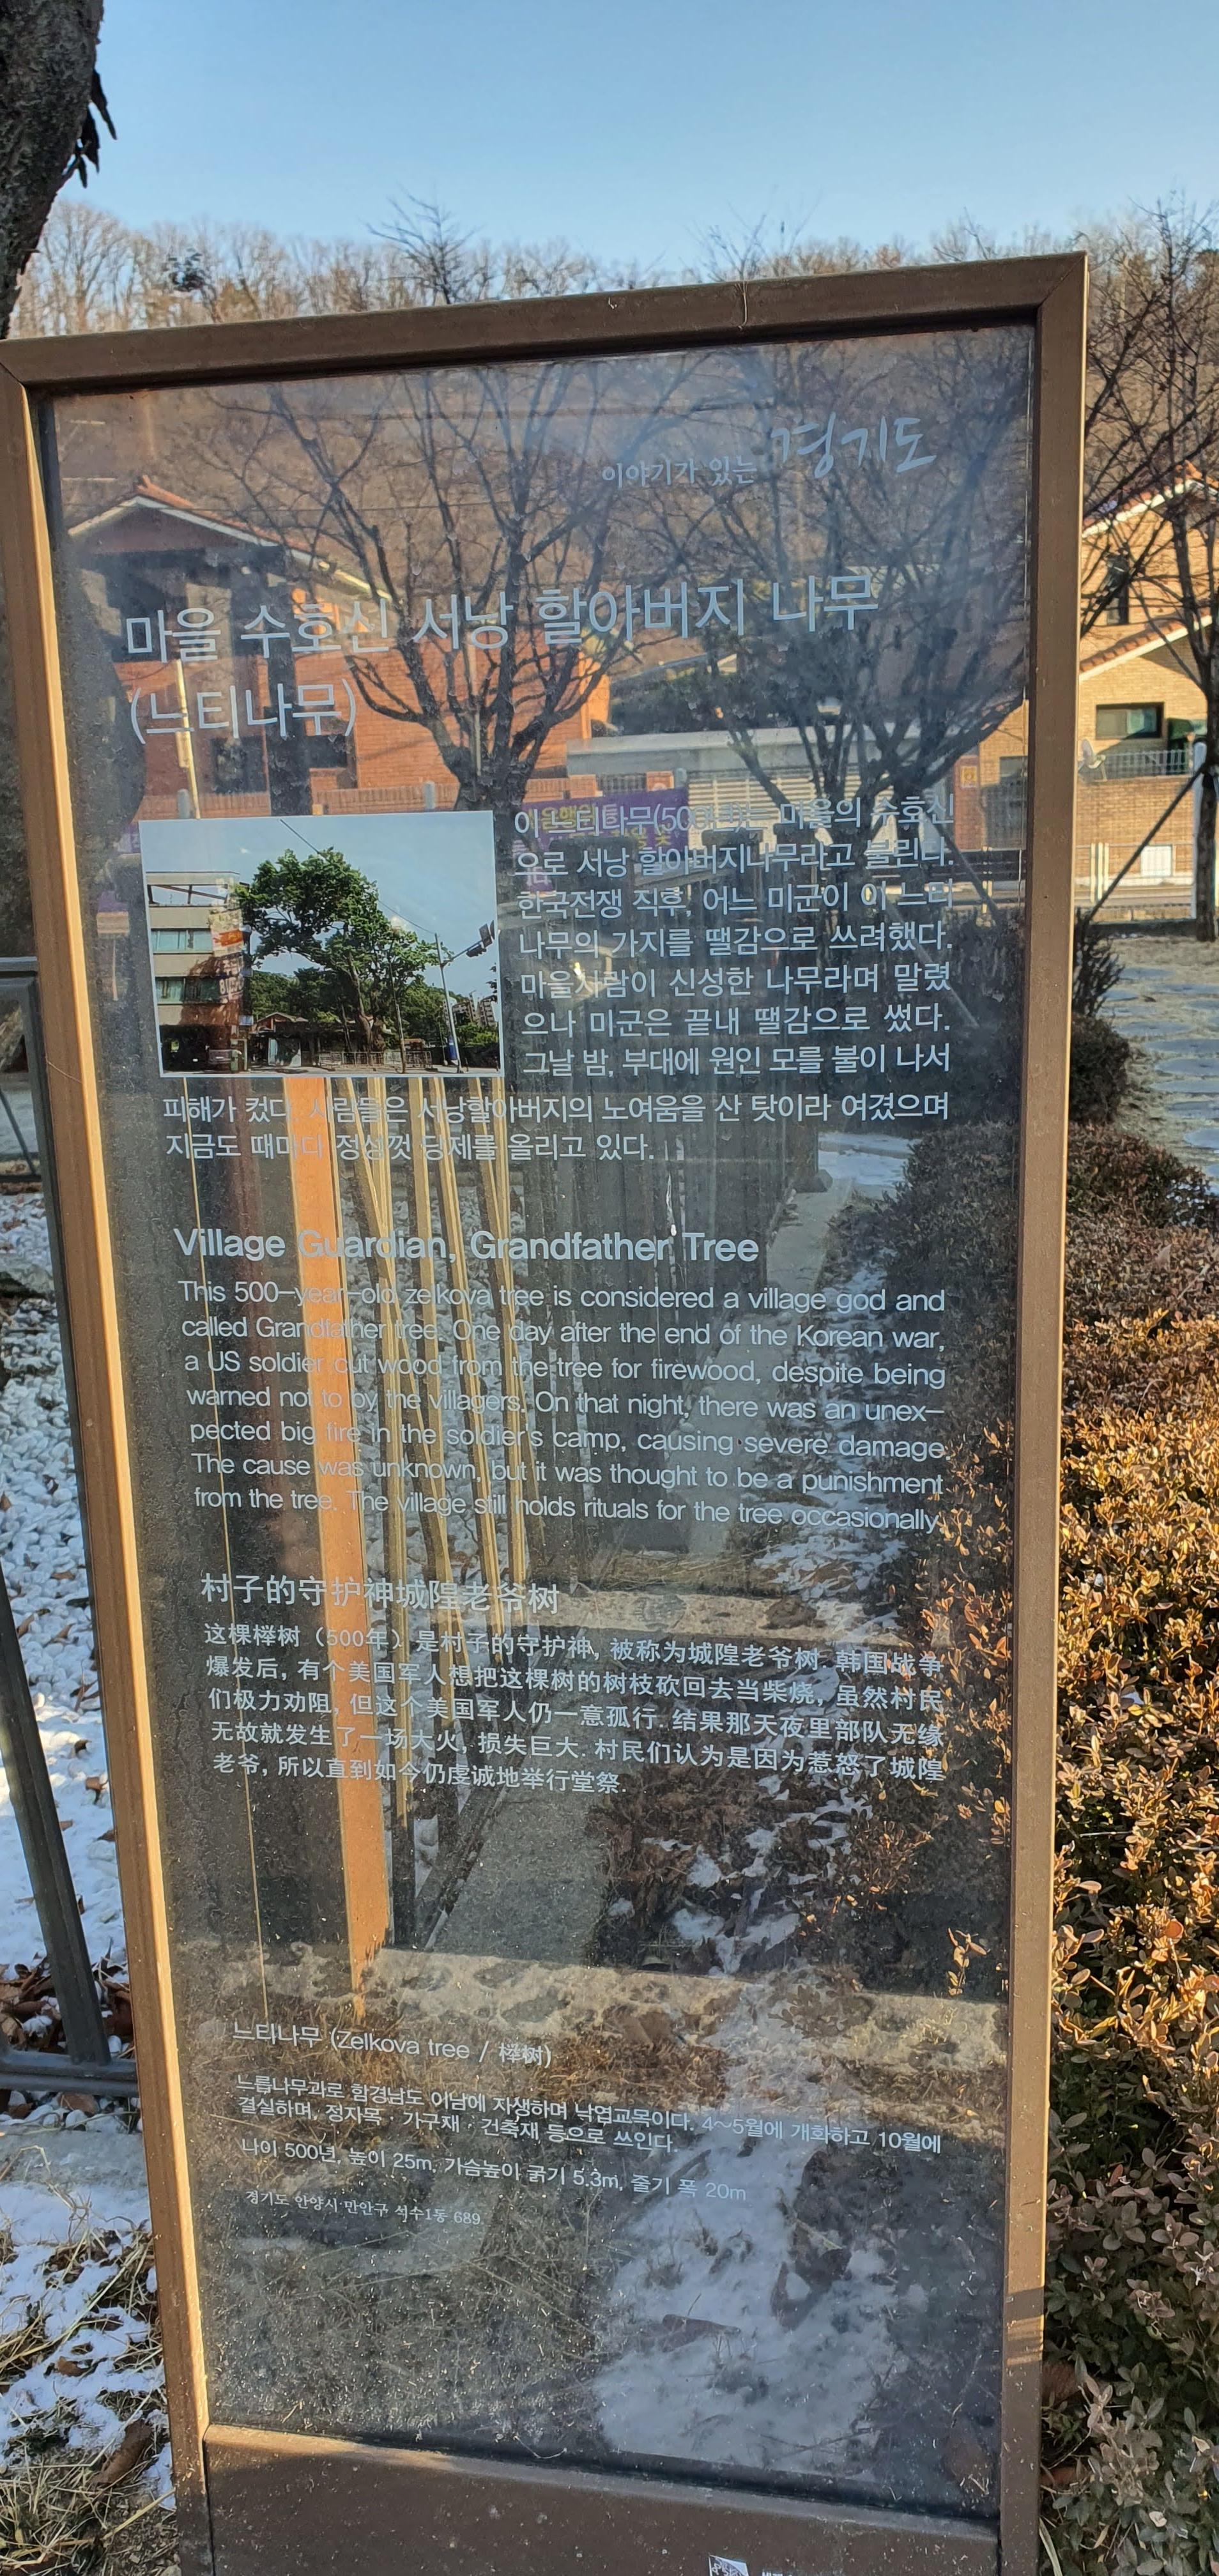 이야기가 있는 경기도
마을 수호신 서낭 할아버지 나무
(느티나무)
이 느티나무(500년)는 마을의 수호신
으로 서낭 할아버지나무라고 불린다.
한국전쟁 직후, 어느 미군이 이 느티
나무의 가지를 땔감으로 쓰려했다.
마을사람이 신성한 나무라며 말렸
으나 미군은 끝내 땔감으로 썼다.
그날 밤, 부대에 원인 모를 불이 나서
피해가 컸다. 사람들은 서낭할아버지의 노여움을 산 탓이라 여겼으며
지금도 때마다 정성껏 당제를 올리고 있다.
Village Guardian, Grandfather Tree
This 500-year-old zelkova tree is considered a village god and
called Grandfather tree. One day after the end of the Korean war,
a US soldier cut wood from the tree for firewood, despite being
warned not to by the villagers. On that night, there was an unex-
pected big fire in the soldier's camp, causing severe damage.
The cause was unknown, but it was thought to be a punishment
from the tree. The village still holds rituals for the tree occasionally.
村子的守护神城隍老爷树
这棵榉树（500年）是村子的守护神, 被称为城隍老爷树. 韩国战争
爆发后, 有个美国军人想把这棵树的树枝砍回去当柴烧, 虽然村民
们极力劝阻, 但这个美国军人仍一意孤行. 结果那天夜里部队无缘
无故就发生了一场大火, 损失巨大. 村民们认为是因为惹怒了城隍
老爷, 所以直到如今仍虔诚地举行堂祭.
느티나무 (Zelkova tree / 榉树)
느릅나무과로 함경남도 이남에 자생하며 낙엽교목이다. 4~5월에 개화하고 10월에
결실하며, 정자목 · 가구재 · 건축재 등으로 쓰인다.
나이 500년, 높이 25m, 가슴높이 굵기 5.3m, 줄기 폭 20m
경기도 안양시 만안구 석수1동 689